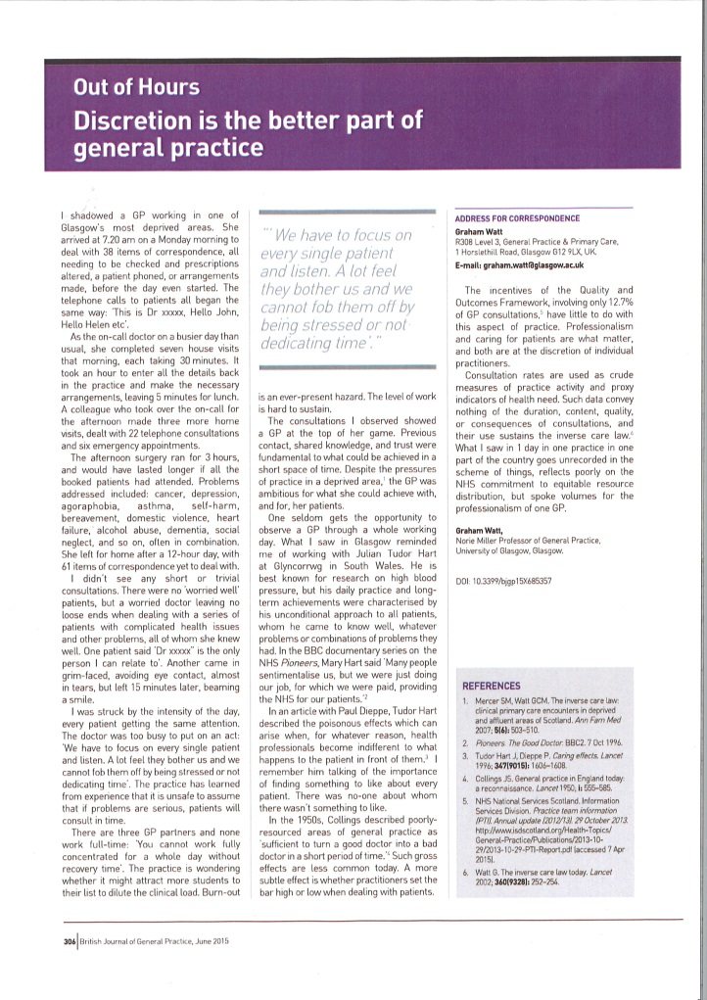 Out of Hours
Discretion is the better part of
general practice
I shadowed a GP working in one of
Glasgow's most deprived areas. She
arrived at 7.20 am on a Monday morning to
deal with 38 items of correspondence, all
needing to be checked and prescriptions
altered, a patient phoned, or arrangements
made, before the day even started. The
telephone calls to patients all began the
same way: 'This is Dr xxxxx, Hello John,
Hello Helen etc'.
As the on-call doctor on a busier day than
usual, she completed seven house visits
that morning, each taking 30 minutes. It
took an hour to enter all the details back
in the practice and make the necessary
arrangements, leaving 5 minutes for lunch.
A colleague who took over the on-call for
the afternoon made three more home
visits, dealt with 22 telephone consultations
and six emergency appointments.
The afternoon surgery ran for 3 hours,
and would have lasted longer if all the
booked patients had attended. Problems
addressed included: cancer, depression,
agoraphobia, asthma, self-harm,
bereavement, domestic violence, heart
failure, alcohol abuse, dementia, social
neglect, and so on, often in combination.
She left for home after a 12-hour day, with
61 items of correspondence yet to deal with.
I didn't see any short or trivial
consultations. There were no 'worried well'
patients, but a worried doctor leaving no
loose ends when dealing with a series of
patients with complicated health issues
and other problems, all of whom she knew
well. One patient said 'Dr xxxxx" is the only
person I can relate to'. Another came in
grim-faced, avoiding eye contact, almost
in tears, but left 15 minutes later, beaming
a smile.
I was struck by the intensity of the day,
every patient getting the same attention.
The doctor was too busy to put on an act:
'We have to focus on every single patient
and listen. A lot feel they bother us and we
cannot fob them off by being stressed or not
dedicating time'. The practice has learned
from experience that it is unsafe to assume
that if problems are serious, patients will
consult in time.
There are three GP partners and none
work full-time: 'You cannot work fully
concentrated for a whole day without
recovery time'. The practice is wondering
whether it might attract more students to
their list to dilute the clinical load. Burn-out
"'We have to focus on
every single patient
and listen. A lot feel
they bother us and we
cannot fob them off by
being stressed or not
dedicating time'."
is an ever-present hazard. The level of work
is hard to sustain.
The consultations I observed showed
a GP at the top of her game. Previous
contact, shared knowledge, and trust were
fundamental to what could be achieved in a
short space of time. Despite the pressures
of practice in a deprived area,1 the GP was
ambitious for what she could achieve with,
and for, her patients.
One seldom gets the opportunity to
observe a GP through a whole working
day. What I saw in Glasgow reminded
me of working with Julian Tudor Hart
at Glyncorrwg in South Wales. He is
best known for research on high blood
pressure, but his daily practice and long-
term achievements were characterised by
his unconditional approach to all patients,
whom he came to know well, whatever
problems or combinations of problems they
had. In the BBC documentary series on the
NHS Pioneers, Mary Hart said 'Many people
sentimentalise us, but we were just doing
our job, for which we were paid, providing
the NHS for our patients.'2
In an article with Paul Dieppe, Tudor Hart
described the poisonous effects which can
arise when, for whatever reason, health
professionals become indifferent to what
happens to the patient in front of them.3 I
remember him talking of the importance
of finding something to like about every
patient. There was no-one about whom
there wasn't something to like.
In the 1950s, Collings described poorly-
resourced areas of general practice as
'sufficient to turn a good doctor into a bad
doctor in a short period of time.'4 Such gross
effects are less common today. A more
subtle effect is whether practitioners set the
bar high or low when dealing with patients.
ADDRESS FOR CORRESPONDENCE
Graham Watt
R308 Level 3, General Practice & Primary Care,
1 Horslethill Road, Glasgow G12 9LX, UK.
E-mail: graham.watt@glasgow.ac.uk
The incentives of the Quality and
Outcomes Framework, involving only 12.7%
of GP consultations,5 have little to do with
this aspect of practice. Professionalism
and caring for patients are what matter,
and both are at the discretion of individual
practitioners.
Consultation rates are used as crude
measures of practice activity and proxy
indicators of health need. Such data convey
nothing of the duration, content, quality,
or consequences of consultations, and
their use sustains the inverse care law.6
What I saw in 1 day in one practice in one
part of the country goes unrecorded in the
scheme of things, reflects poorly on the
NHS commitment to equitable resource
distribution, but spoke volumes for the
professionalism of one GP.
Graham Watt,
Norie Miller Professor of General Practice,
University of Glasgow, Glasgow.
DOI: 10.3399/bjgp15X685357
REFERENCES
1. Mercer SM, Watt GCM, The inverse care law:
clinical primary care encounters in deprived
and affluent areas of Scotland. Ann Fam Med
2007; 5(6): 503–510.
2. Pioneers. The Good Doctor. BBC2. 7 Oct 1996.
3. Tudor Hart J, Dieppe P. Caring effects. Lancet
1996; 347(9015): 1606–1608.
4. Collings JS. General practice in England today:
a reconnaissance. Lancet 1950; i: 555–585.
5. NHS National Services Scotland. Information
Services Division. Practice team information
(PTI). Annual update (2012/13). 29 October 2013.
http://www.isdscotland.org/Health-Topics/
General-Practice/Publications/2013-10-
29/2013-10-29-PTI-Report.pdf (accessed 7 Apr
2015).
6. Watt G. The inverse care law today. Lancet
2002; 360(9328): 252–254.
306 British Journal of General Practice, June 2015